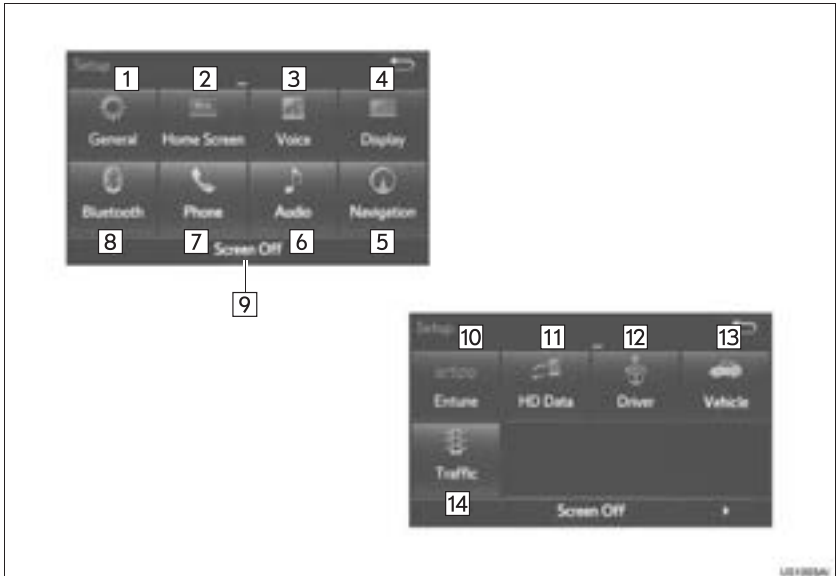 Setup
1 2 3 4
General Home Screen Voice Display
Bluetooth Phone Audio Navigation
8 7 6 5
Screen Off
9
Setup
10 11 12 13
Entune HD Data Driver Vehicle
Traffic
14
Screen Off